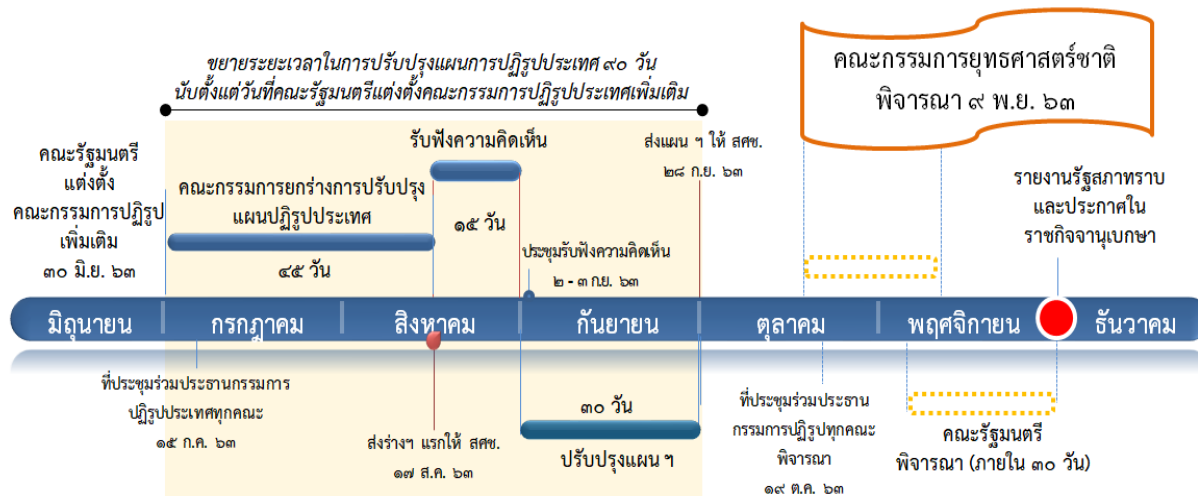 ขยายระยะเวลาในการปรับปรุงแผนการปฏิรูปประเทศ ๙๐ วัน
นับตั้งแต่วันที่คณะรัฐมนตรีแต่งตั้งคณะกรรมการปฏิรูปประเทศเพิ่มเติม
คณะกรรมการยุทธศาสตร์ชาติ
พิจารณา ๙ พ.ย. ๖๓
คณะรัฐมนตรี
แต่งตั้ง
คณะกรรมการปฏิรูป
เพิ่มเติม
๓๐ มิ.ย. ๖๓
คณะกรรมการยกร่างการปรับปรุง
แผนปฏิรูปประเทศ
๔๕ วัน
รับฟังความคิดเห็น
๑๕ วัน
ประชุมรับฟังความคิดเห็น
๒ - ๓ ก.ย. ๖๓
ส่งแผน ฯ ให้ สศช.
๒๘ ก.ย. ๖๓
รายงานรัฐสภาทราบ
และประกาศใน
ราชกิจจานุเบกษา
มิถุนายน กรกฎาคม สิงหาคม กันยายน ตุลาคม พฤศจิกายน ธันวาคม
ที่ประชุมร่วมประธานกรรมการ
ปฏิรูปประเทศทุกคณะ
๑๕ ก.ค. ๖๓
ส่งร่างฯ แรกให้ สศช.
๑๗ ส.ค. ๖๓
๓๐ วัน
ปรับปรุงแผน ฯ
ที่ประชุมร่วมประธาน
กรรมการปฏิรูปทุกคณะ
พิจารณา
๑๙ ต.ค. ๖๓
คณะรัฐมนตรี
พิจารณา (ภายใน ๓๐ วัน)